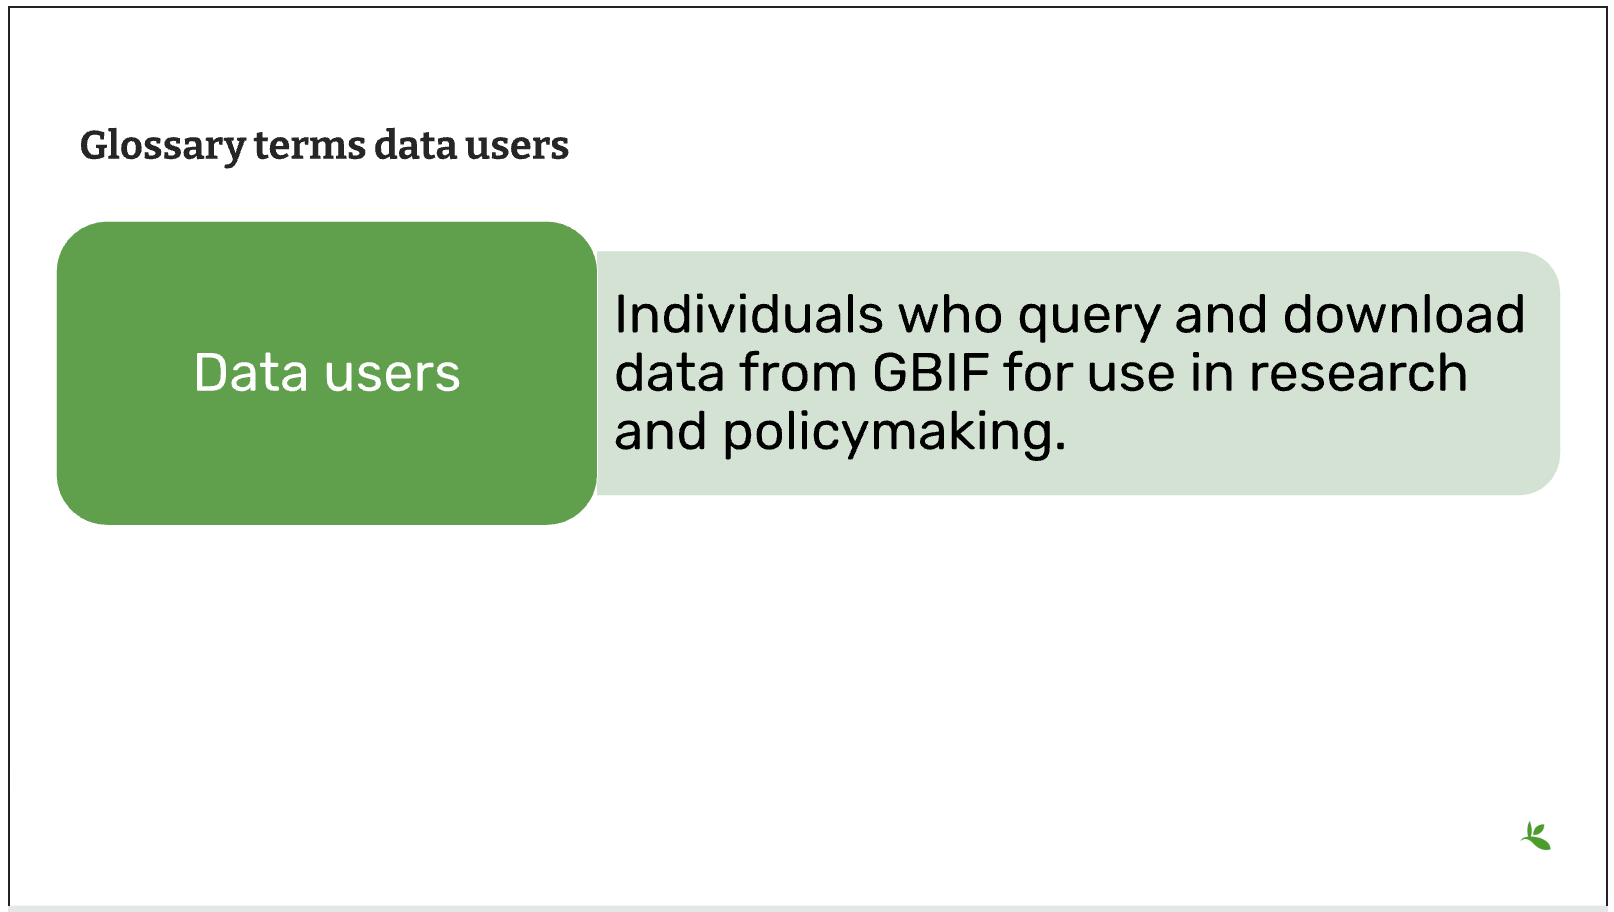 Glossary terms data users
Data users
Individuals who query and download
data from GBIF for use in research
and policymaking.